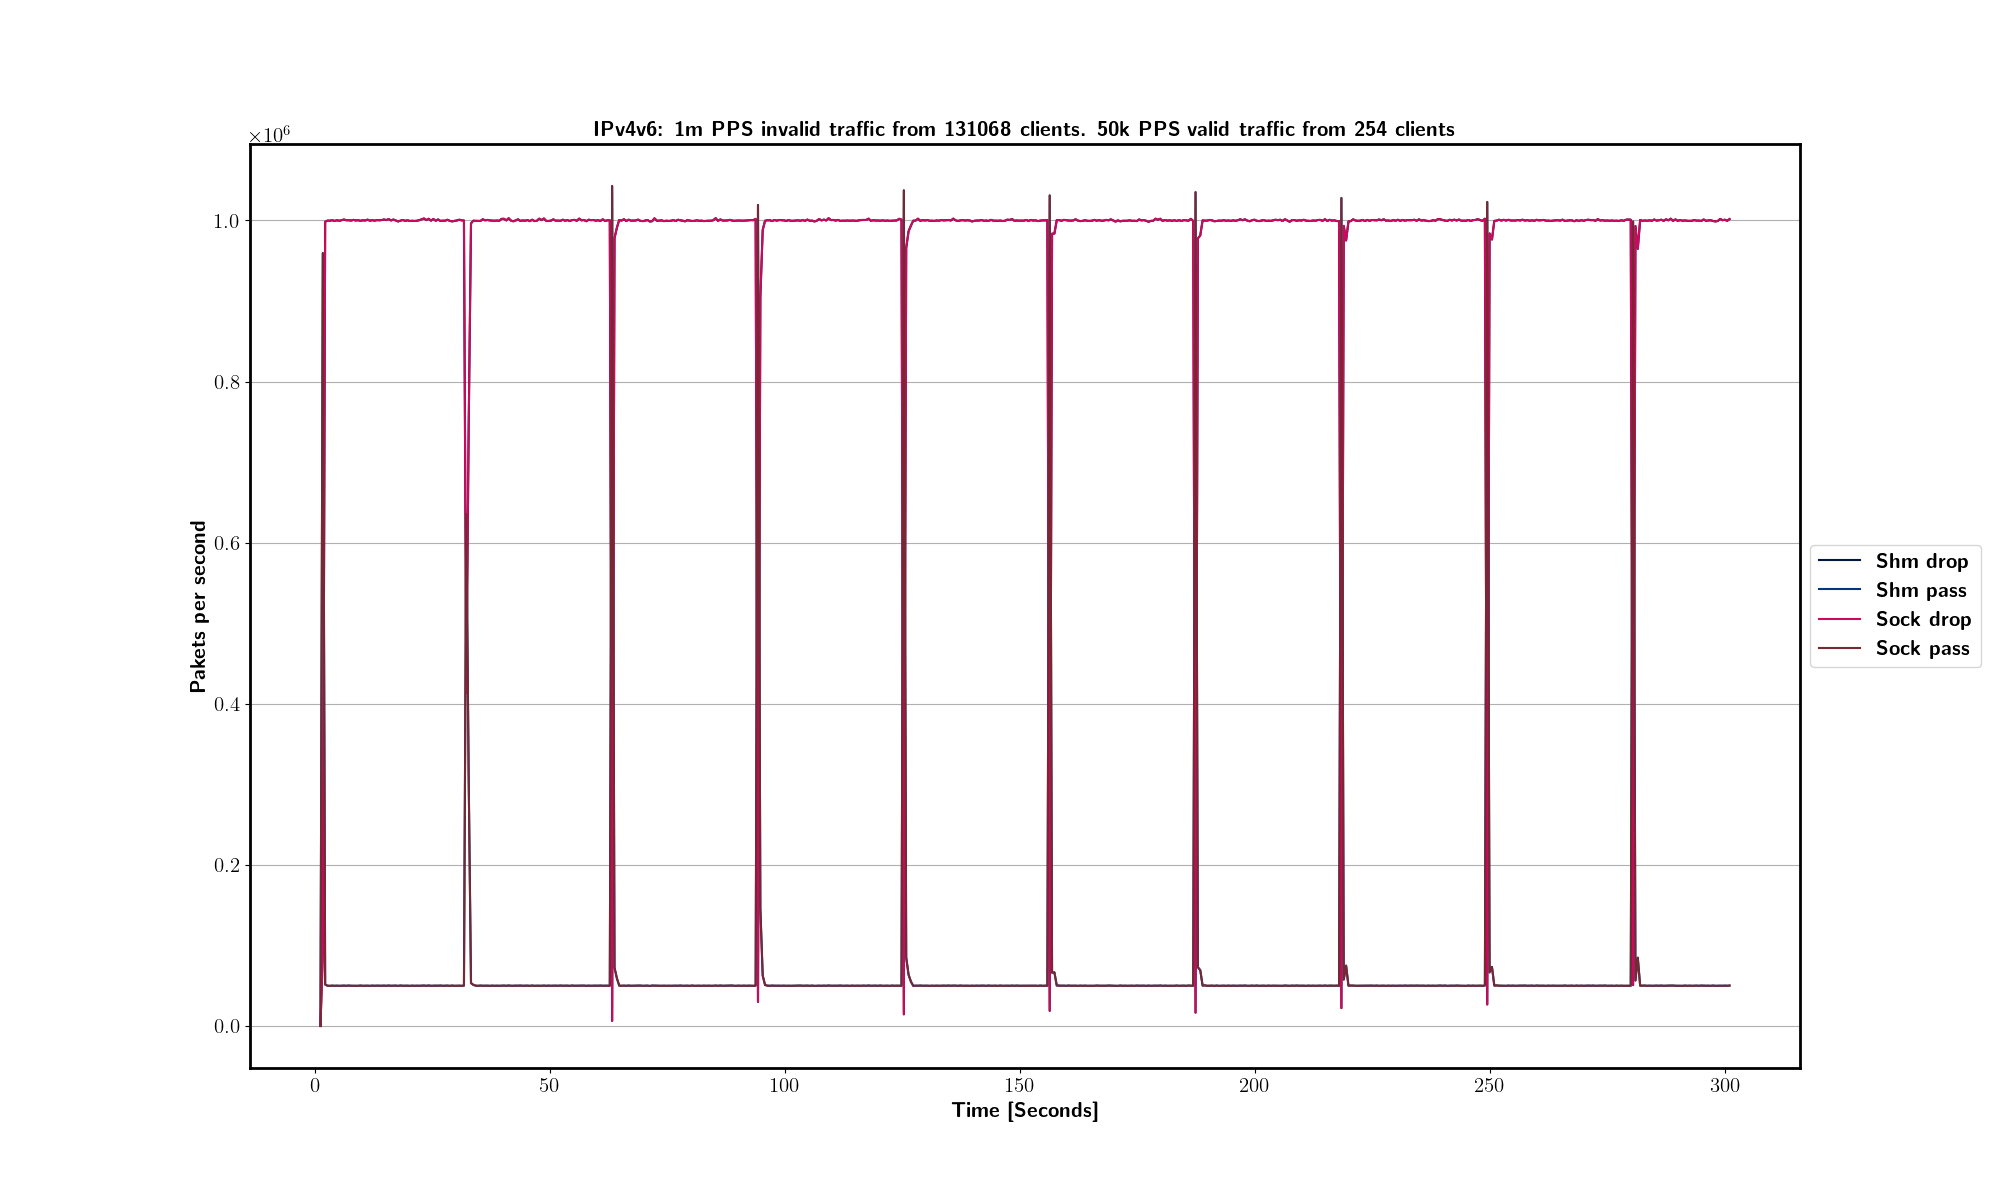 IPv4v6: 1m PPS invalid traffic from 131068 clients. 50k PPS valid traffic from 254 clients
×10⁶
1.0
0.8
0.6
0.4
0.2
0.0
Pakets per second
0 50 100 150 200 250 300
Time [Seconds]
Shm drop
Shm pass
Sock drop
Sock pass